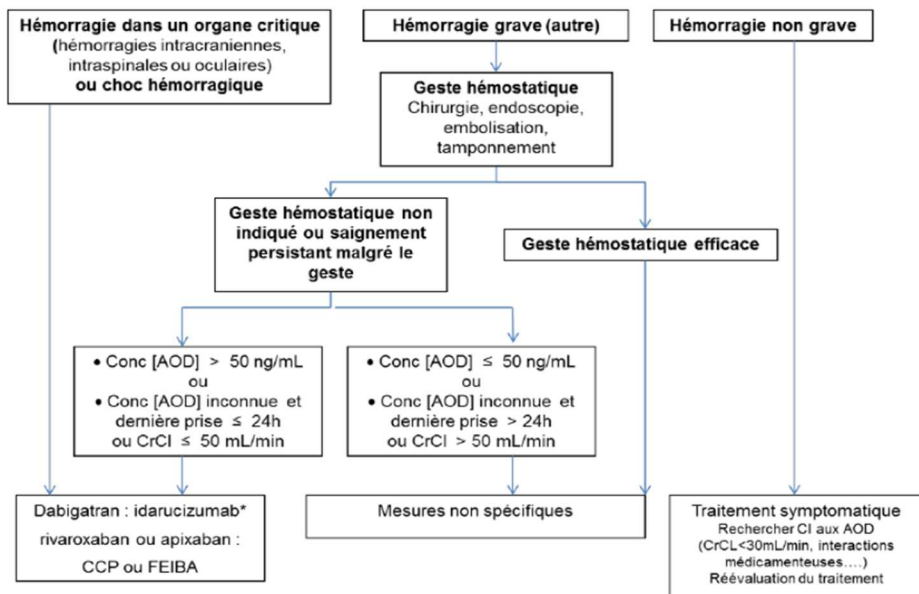 Hémorragie dans un organe critique
(hémorragies intracraniennes,
intraspinales ou oculaires)
ou choc hémorragique
Hémorragie grave (autre)
Hémorragie non grave
Geste hémostatique
Chirurgie, endoscopie,
embolisation,
tamponnement
Geste hémostatique non
indiqué ou saignement
persistant malgré le
geste
Geste hémostatique efficace
• Conc [AOD] > 50 ng/mL
ou
• Conc [AOD] inconnue et
dernière prise ≤ 24h
ou CrCl ≤ 50 mL/min
• Conc [AOD] ≤ 50 ng/mL
ou
• Conc [AOD] inconnue et
dernière prise > 24h
ou CrCl > 50 mL/min
Dabigatran : idarucizumab*
rivaroxaban ou apixaban :
CCP ou FEIBA
Mesures non spécifiques
Traitement symptomatique
Rechercher CI aux AOD
(CrCL<30mL/min, interactions
médicamenteuses….)
Réévaluation du traitement